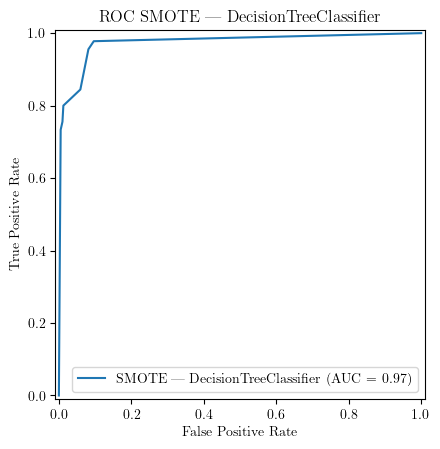 ROC SMOTE — DecisionTreeClassifier
1.0
0.8
0.6
0.4
0.2
0.0
True Positive Rate
SMOTE — DecisionTreeClassifier (AUC = 0.97)
0.0 0.2 0.4 0.6 0.8 1.0
False Positive Rate